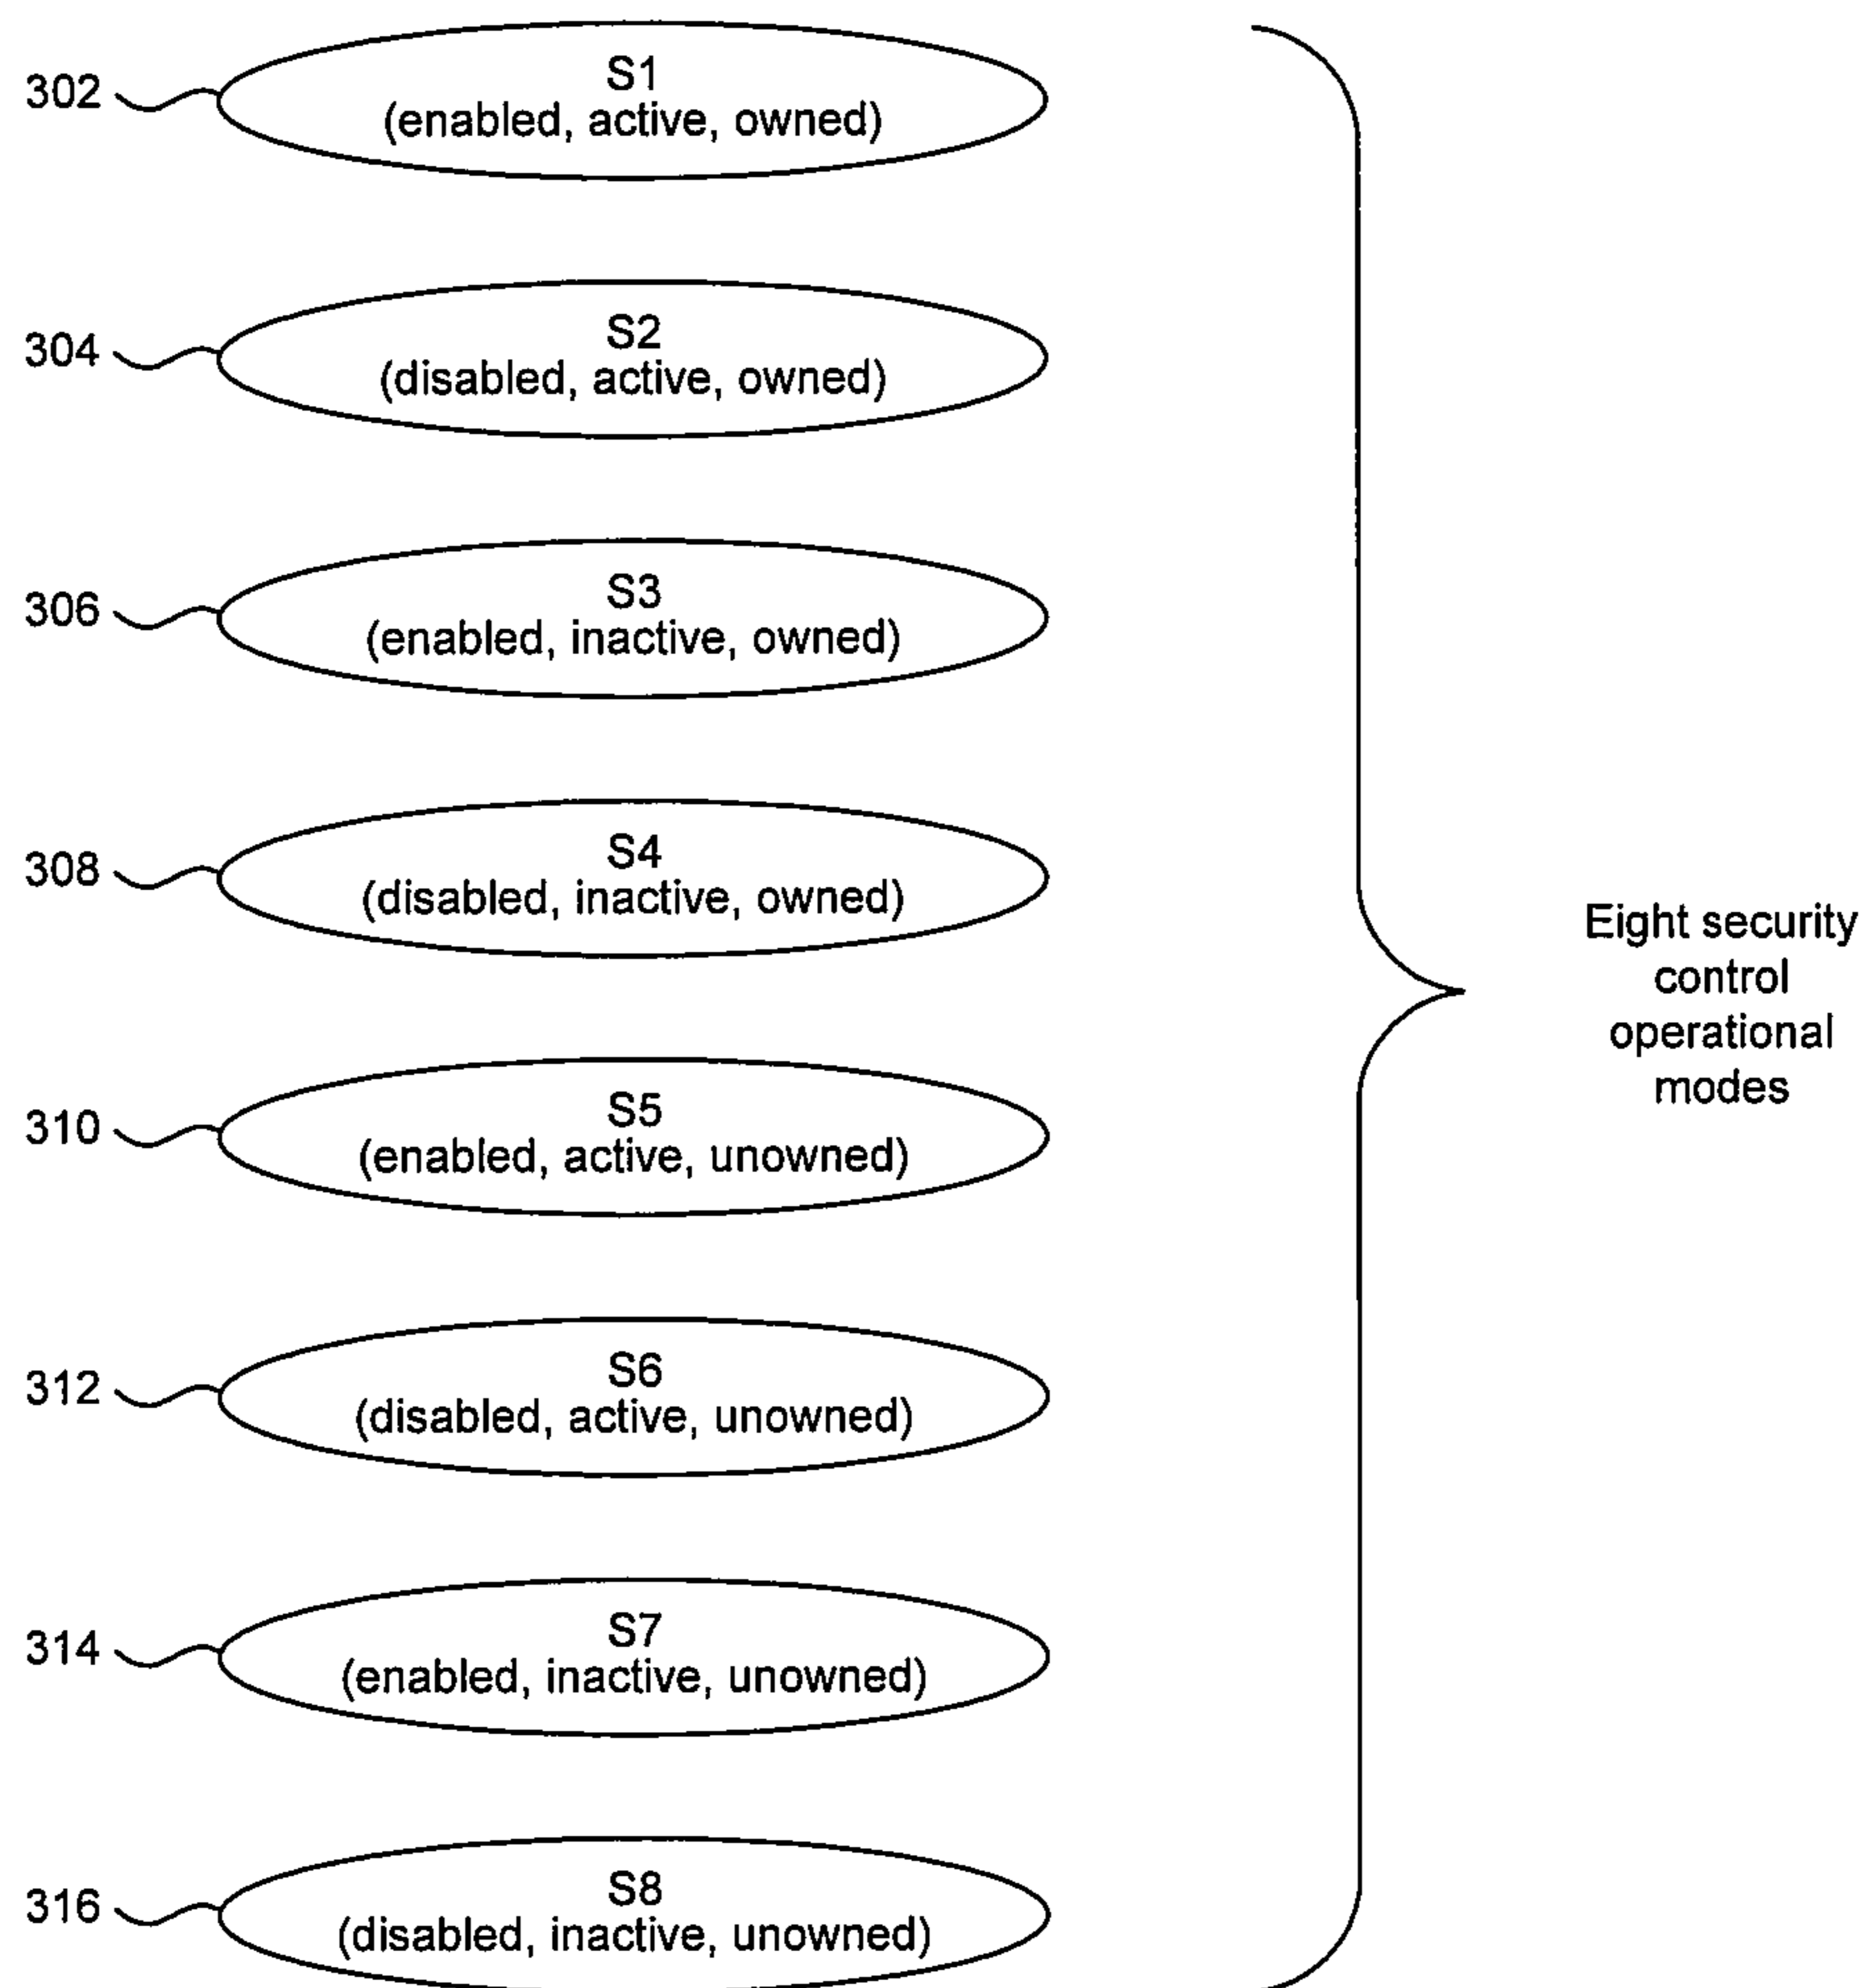 302
S1
(enabled, active, owned)
304
S2
(disabled, active, owned)
306
S3
(enabled, inactive, owned)
308
S4
(disabled, inactive, owned)
310
S5
(enabled, active, unowned)
312
S6
(disabled, active, unowned)
314
S7
(enabled, inactive, unowned)
316
S8
(disabled, inactive, unowned)
Eight security
control
operational
modes